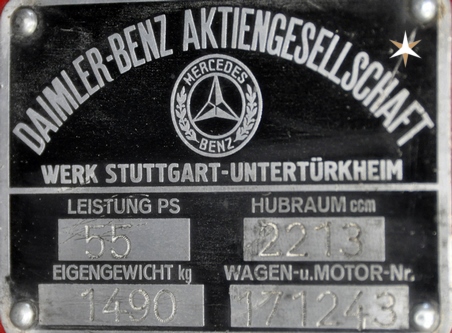 DAIMLER-BENZ AKTIENGESELLSCHAFT
MERCEDES
BENZ
WERK STUTTGART-UNTERTÜRKHEIM
LEISTUNG PS HUBRAUM ccm
55 2213
EIGENGEWICHT kg WAGEN-u.MOTOR-Nr.
1490 171243